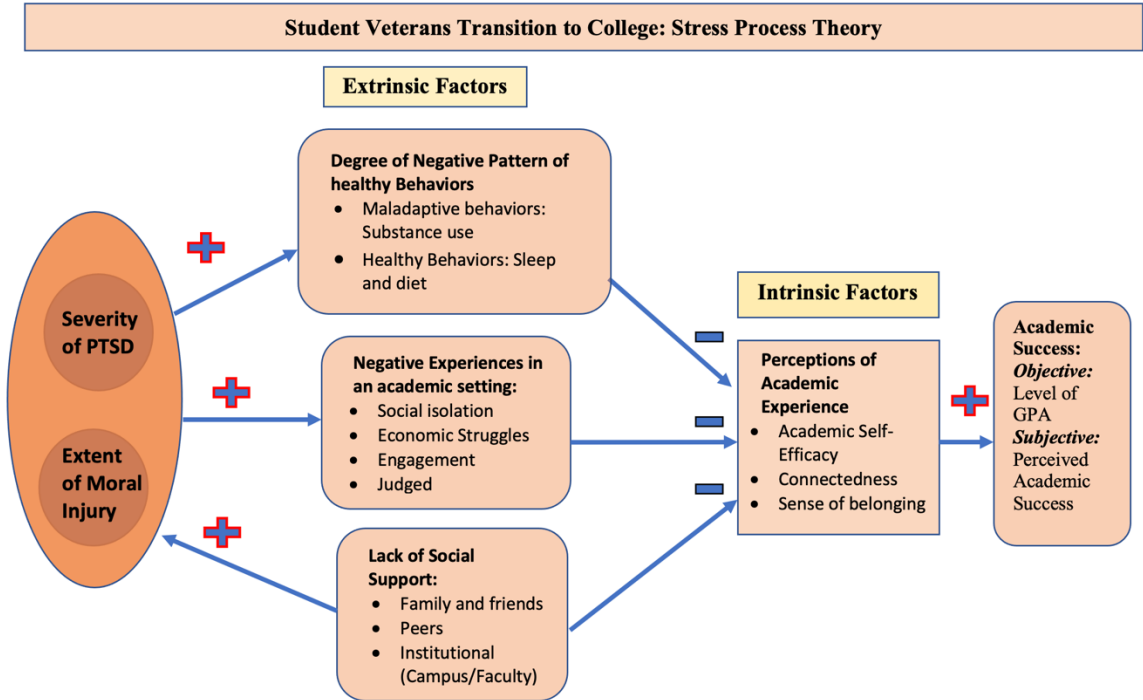 Student Veterans Transition to College: Stress Process Theory
Extrinsic Factors
Degree of Negative Pattern of
healthy Behaviors
• Maladaptive behaviors:
Substance use
• Healthy Behaviors: Sleep
and diet
Severity
of PTSD
Extent
of Moral
Injury
Negative Experiences in
an academic setting:
• Social isolation
• Economic Struggles
• Engagement
• Judged
Lack of Social
Support:
• Family and friends
• Peers
• Institutional
(Campus/Faculty)
Intrinsic Factors
Perceptions of
Academic
Experience
• Academic Self-
Efficacy
• Connectedness
• Sense of belonging
Academic
Success:
Objective:
Level of
GPA
Subjective:
Perceived
Academic
Success